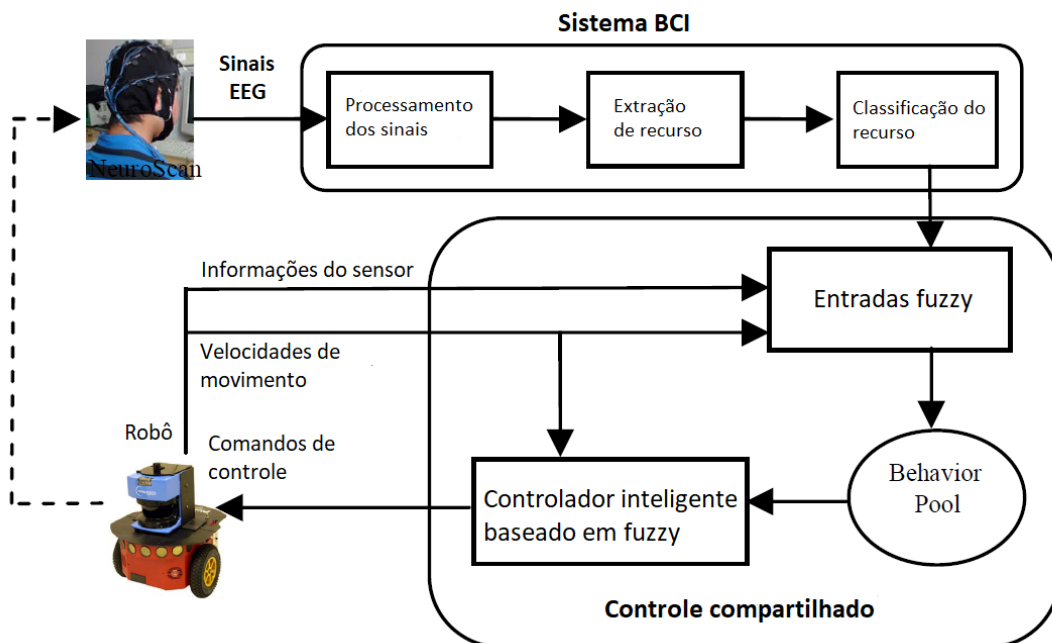 Sistema BCI
Sinais
EEG
NeuroScan
Processamento
dos sinais
Extração
de recurso
Classificação do
recurso
Informações do sensor
Entradas fuzzy
Velocidades de
movimento
Robô
Comandos de
controle
Controlador inteligente
baseado em fuzzy
Behavior
Pool
Controle compartilhado